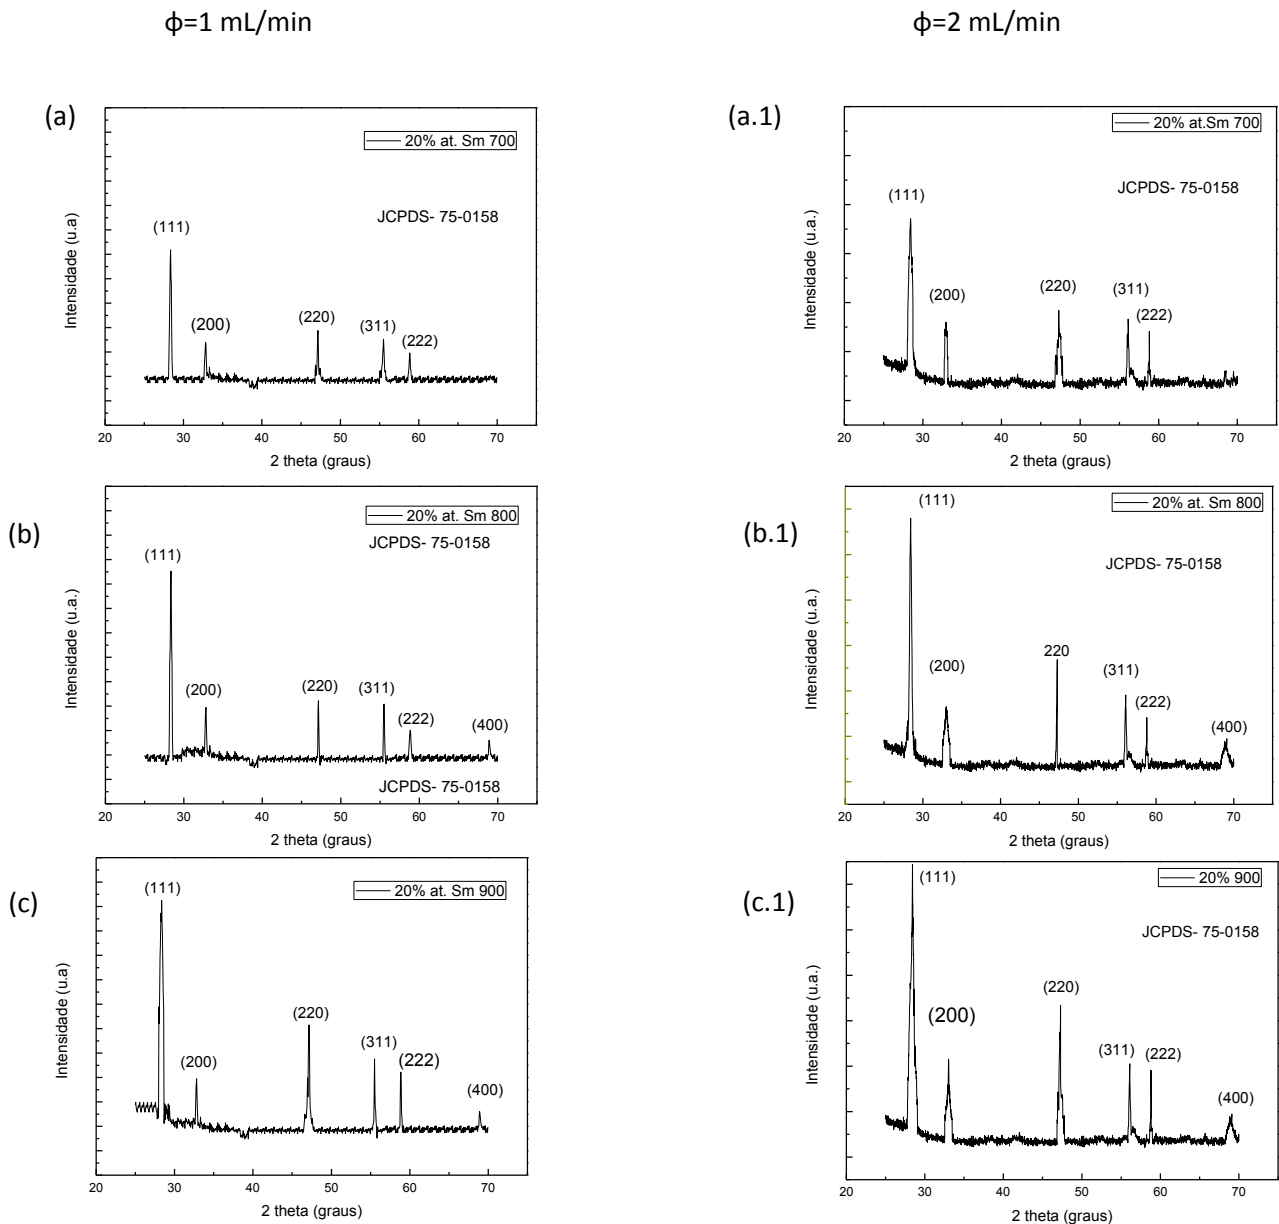 ϕ=1 mL/min
ϕ=2 mL/min
(a)
20% at. Sm 700
JCPDS- 75-0158
(111)
(200)
(220)
(311)
(222)
Intensidade (u.a)
20 30 40 50 60 70
2 theta (graus)
(a.1)
20% at.Sm 700
JCPDS- 75-0158
(111)
(200)
(220)
(311)
(222)
Intensidade (u.a.)
20 30 40 50 60 70
2 theta (graus)
(b)
20% at. Sm 800
JCPDS- 75-0158
(111)
(200)
(220)
(311)
(222)
(400)
JCPDS- 75-0158
Intensidade (u.a.)
20 30 40 50 60 70
2 theta (graus)
(b.1)
20% at. Sm 800
JCPDS- 75-0158
(111)
(200)
220
(311)
(222)
(400)
Intensidade (u.a.)
20 30 40 50 60 70
2 theta (graus)
(c)
20% at. Sm 900
(111)
(200)
(220)
(311)
(222)
(400)
Intensidade (u.a)
20 30 40 50 60 70
2 theta (graus)
(c.1)
20% 900
JCPDS- 75-0158
(111)
(200)
(220)
(311)
(222)
(400)
Intensidade (u.a.)
20 30 40 50 60 70
2 theta (graus)